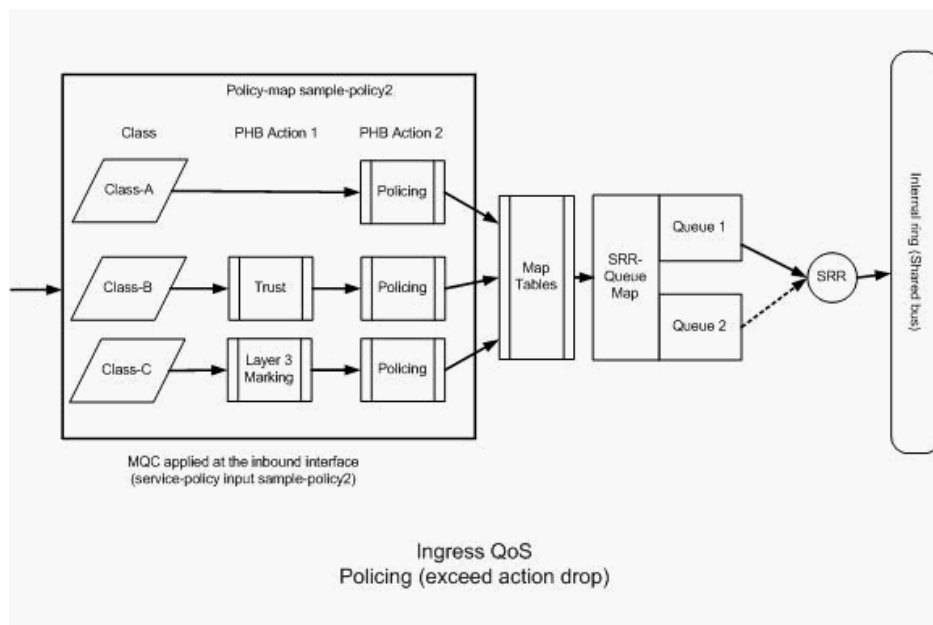 Policy-map sample-policy2
Class
PHB Action 1
PHB Action 2
Class-A
Policing
Class-B
Trust
Policing
Class-C
Layer 3
Marking
Policing
Map
Tables
SRR-
Queue
Map
Queue 1
Queue 2
SRR
Internal ring (Shared bus)
MQC applied at the inbound interface
(service-policy input sample-policy2)
Ingress QoS
Policing (exceed action drop)